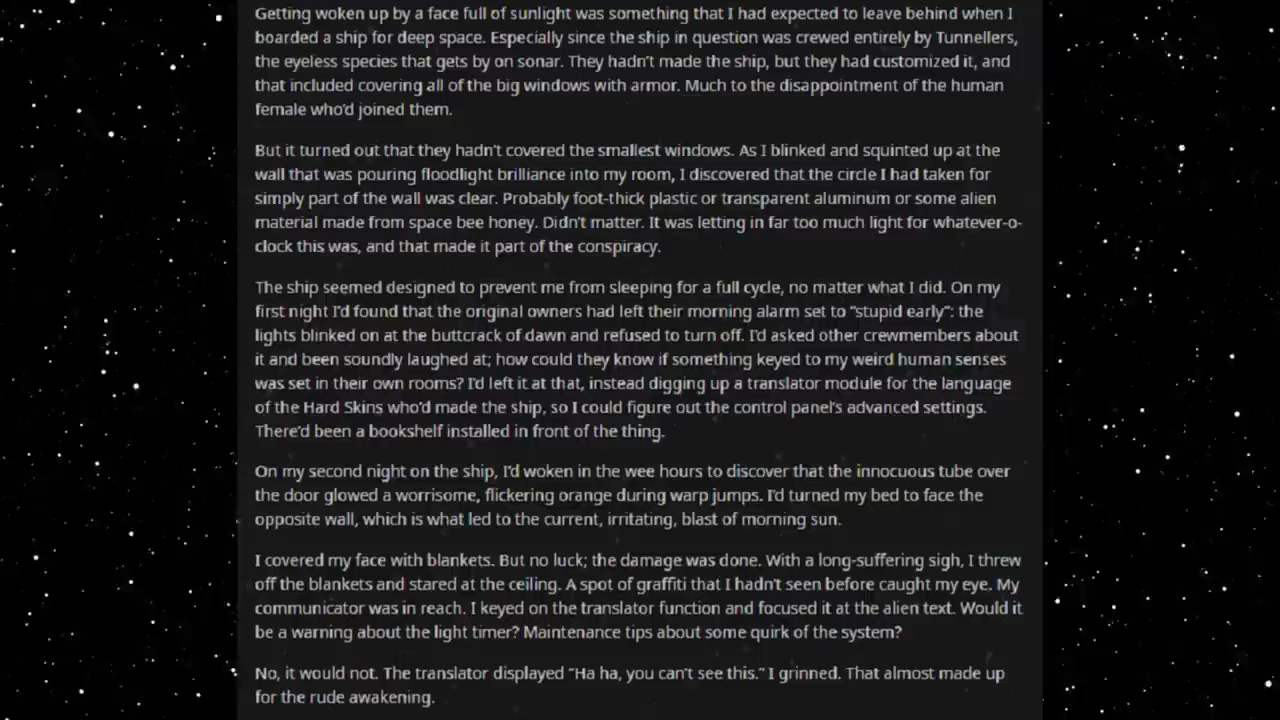 Getting woken up by a face full of sunlight was something that I had expected to leave behind when I
boarded a ship for deep space. Especially since the ship in question was crewed entirely by Tunnellers,
the eyeless species that gets by on sonar. They hadn't made the ship, but they had customized it, and
that included covering all of the big windows with armor. Much to the disappointment of the human
female who'd joined them.
But it turned out that they hadn't covered the smallest windows. As I blinked and squinted up at the
wall that was pouring floodlight brilliance into my room, I discovered that the circle I had taken for
simply part of the wall was clear. Probably foot-thick plastic or transparent aluminum or some alien
material made from space bee honey. Didn't matter. It was letting in far too much light for whatever-o-
clock this was, and that made it part of the conspiracy.
The ship seemed designed to prevent me from sleeping for a full cycle, no matter what I did. On my
first night I'd found that the original owners had left their morning alarm set to “stupid early”: the
lights blinked on at the buttcrack of dawn and refused to turn off. I'd asked other crewmembers about
it and been soundly laughed at; how could they know if something keyed to my weird human senses
was set in their own rooms? I'd left it at that, instead digging up a translator module for the language
of the Hard Skins who'd made the ship, so I could figure out the control panel's advanced settings.
There'd been a bookshelf installed in front of the thing.
On my second night on the ship, I'd woken in the wee hours to discover that the innocuous tube over
the door glowed a worrisome, flickering orange during warp jumps. I'd turned my bed to face the
opposite wall, which is what led to the current, irritating, blast of morning sun.
I covered my face with blankets. But no luck; the damage was done. With a long-suffering sigh, I threw
off the blankets and stared at the ceiling. A spot of graffiti that I hadn't seen before caught my eye. My
communicator was in reach. I keyed on the translator function and focused it at the alien text. Would it
be a warning about the light timer? Maintenance tips about some quirk of the system?
No, it would not. The translator displayed “Ha ha, you can't see this.” I grinned. That almost made up
for the rude awakening.